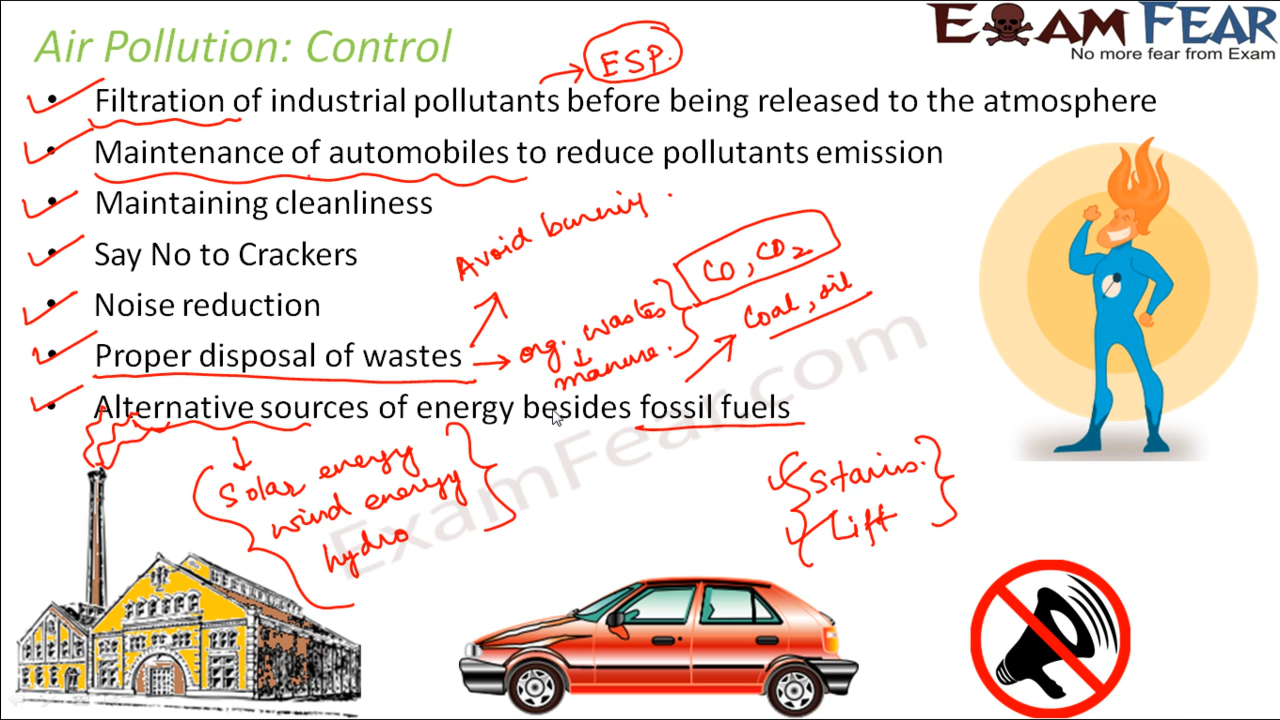 Air Pollution: Control
EXAM FEAR
No more fear from Exam
ESP.
• Filtration of industrial pollutants before being released to the atmosphere
• Maintenance of automobiles to reduce pollutants emission
• Maintaining cleanliness
• Say No to Crackers
• Noise reduction
• Proper disposal of wastes
• Alternative sources of energy besides fossil fuels
Avoid burning.
CO, CO2
org. wastes
manure.
coal, oil
Solar energy
wind energy
hydro
stairs.
Lift
ExamFear.com